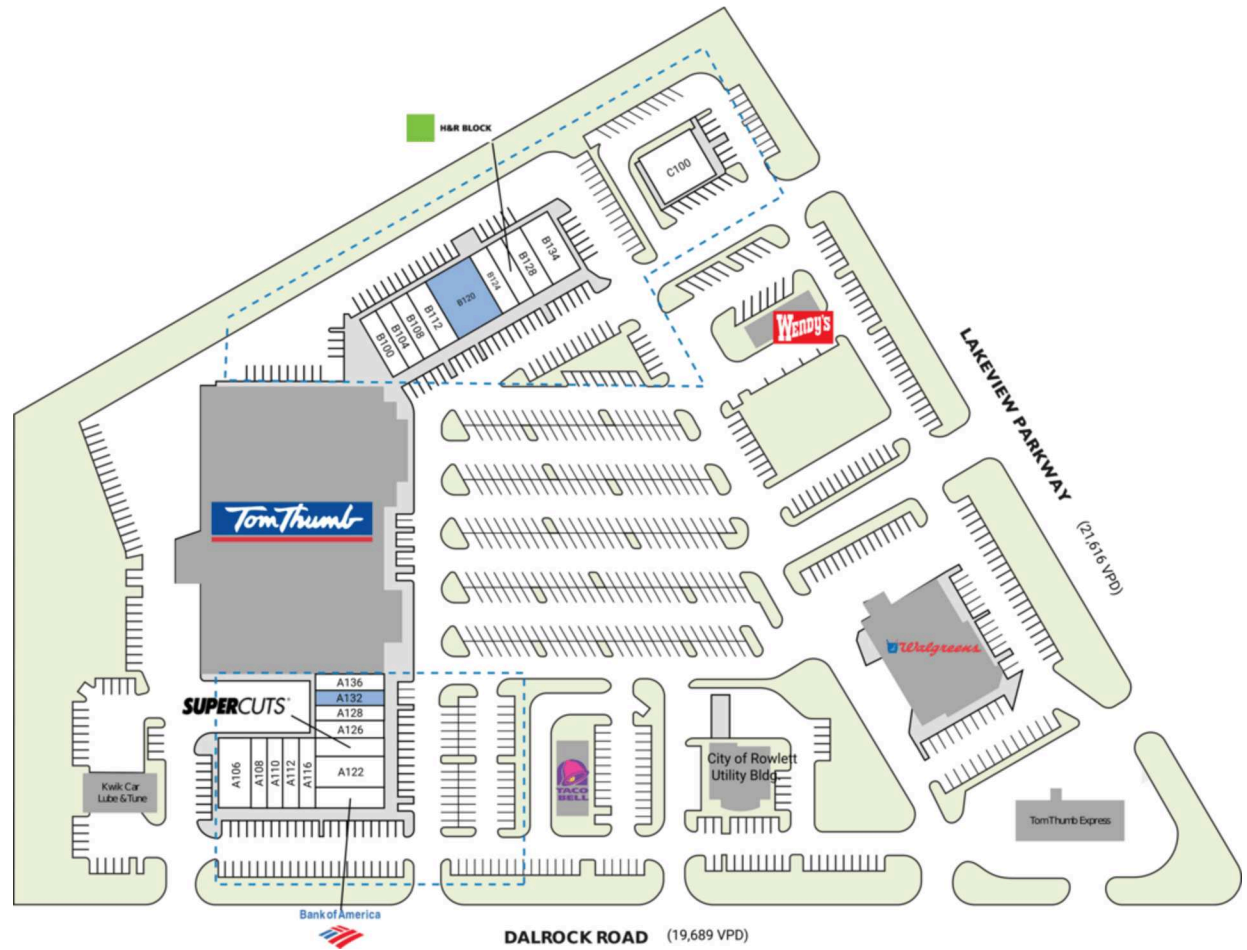 H&R BLOCK
C100
B134
B128
B124
B120
B112
B108
B104
B100
WENDY'S
LAKEVIEW PARKWAY
(21,616 VPD)
Tom Thumb
Walgreens
A136
A132
SUPERCUTS
A128
A126
A122
A106
A108
A110
A112
A116
Kwik Car
Lube & Tune
TACO
BELL
City of Rowlett
Utility Bldg.
Tom Thumb Express
Bank of America
DALROCK ROAD (19,689 VPD)